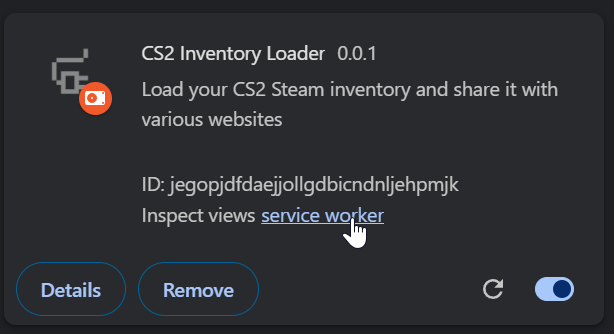 CS2 Inventory Loader 0.0.1
Load your CS2 Steam inventory and share it with
various websites
ID: jegopjdfdaejjollgdbicndnljehpmjk
Inspect views service worker
Details Remove